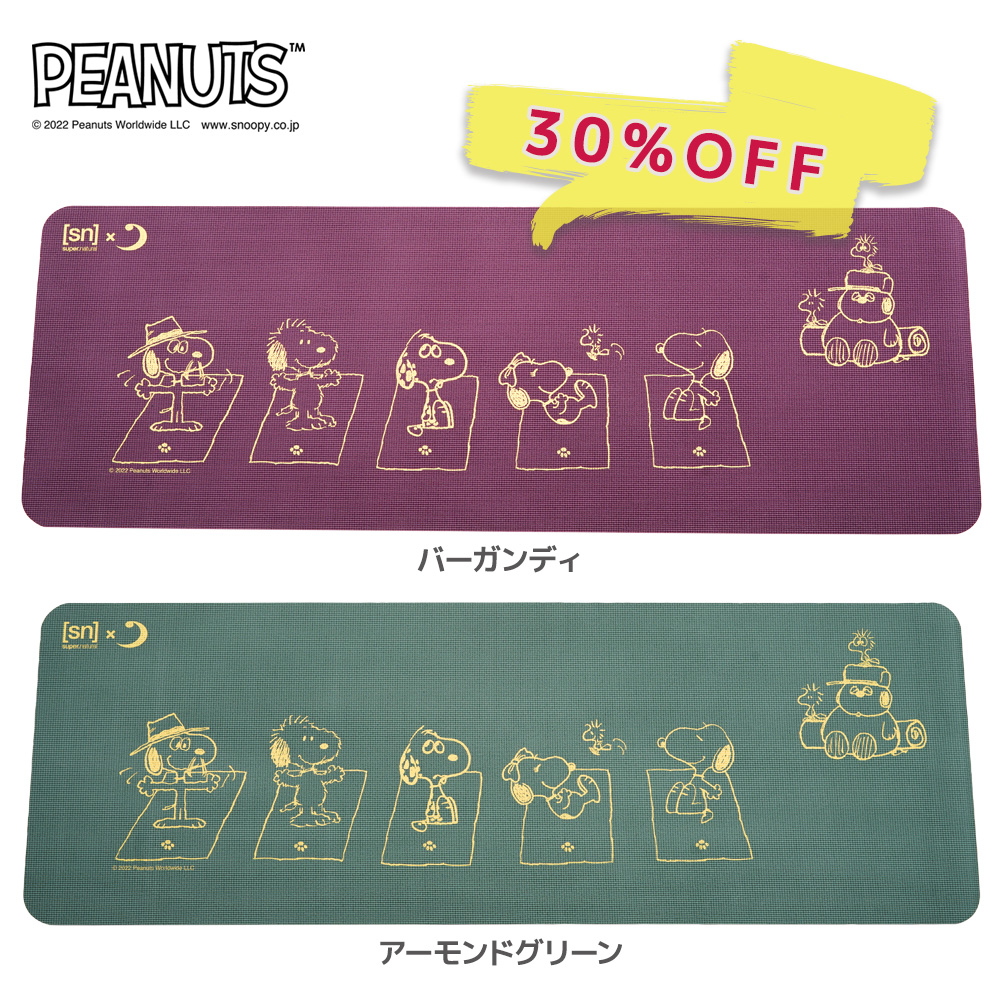 PEANUTS™
© 2022 Peanuts Worldwide LLC www.snoopy.co.jp
30%OFF
[sn] ×
super.natural
© 2022 Peanuts Worldwide LLC
バーガンディ
[sn] ×
super.natural
© 2022 Peanuts Worldwide LLC
アーモンドグリーン